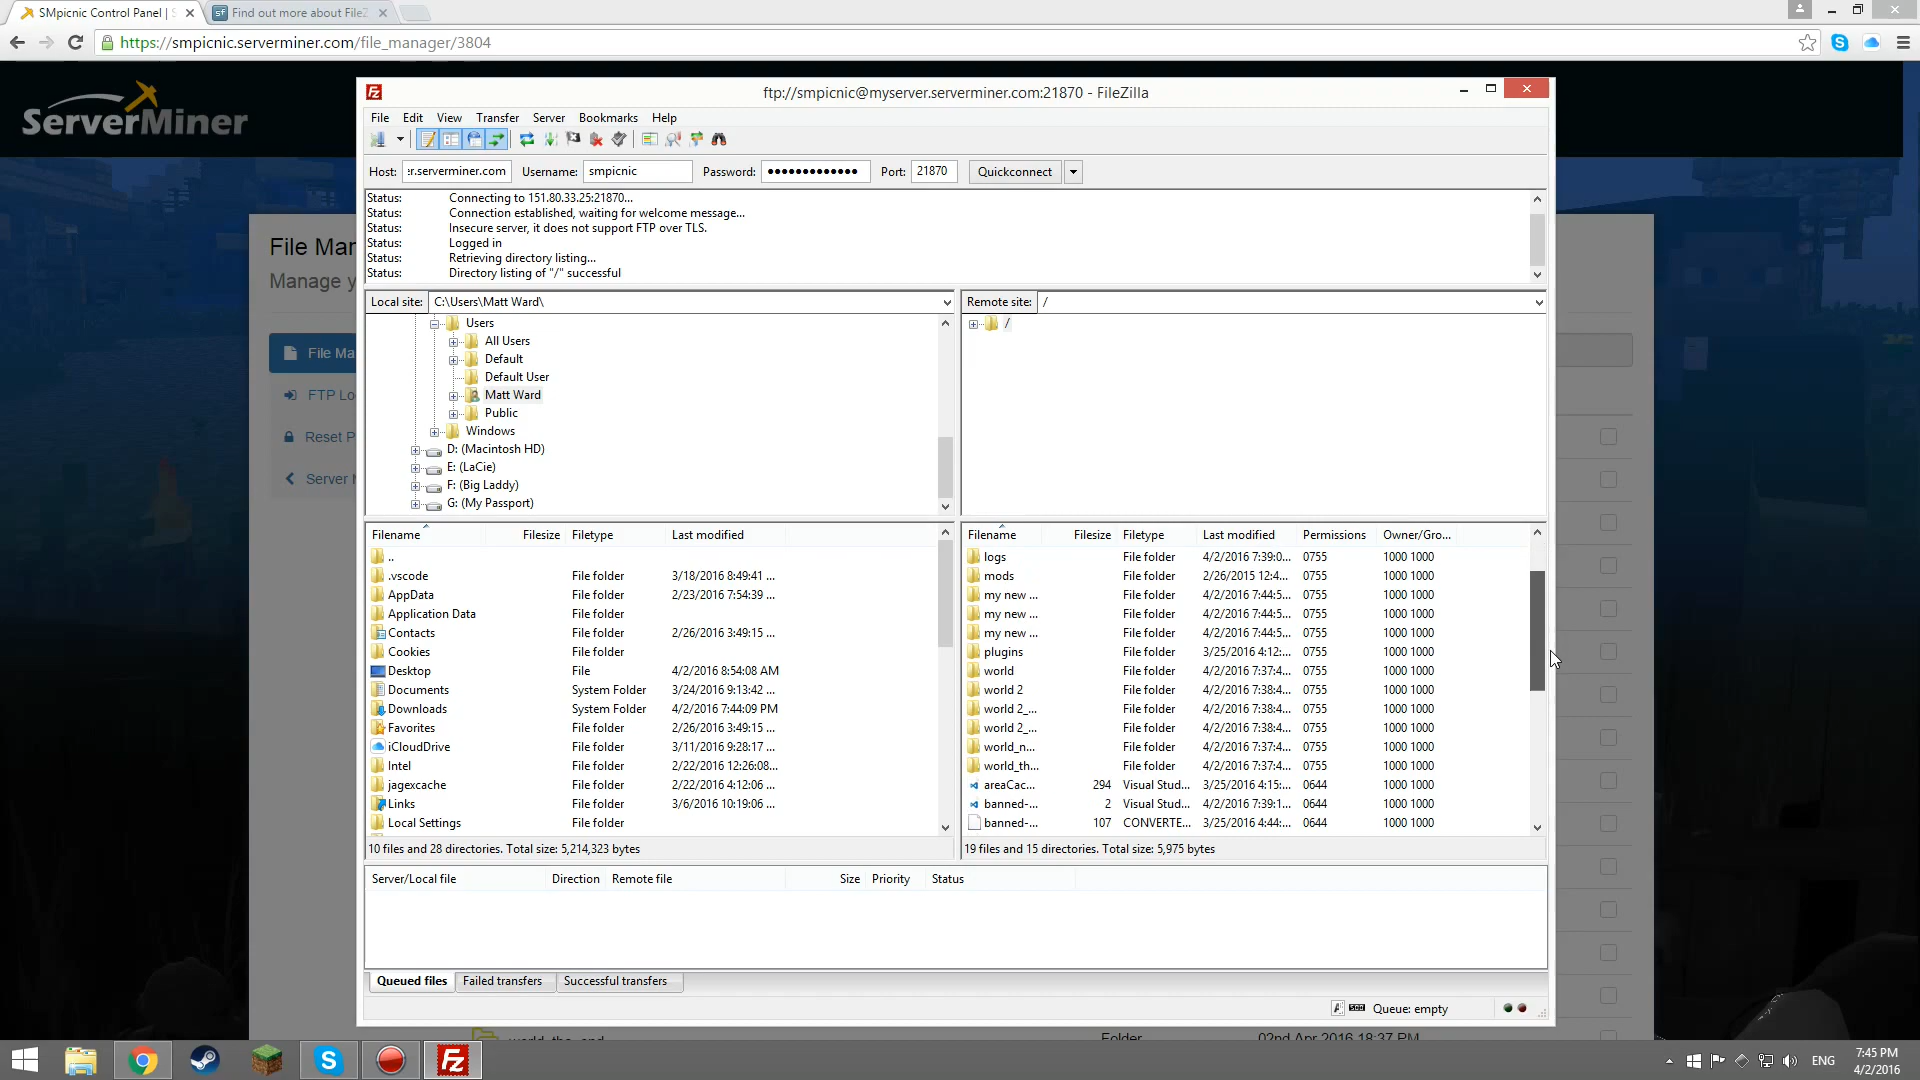 SMpicnic Control Panel | S
Find out more about FileZ
https://smpicnic.serverminer.com/file_manager/3804
ServerMiner
ftp://smpicnic@myserver.serverminer.com:21870 - FileZilla
File Edit View Transfer Server Bookmarks Help
Host: r.serverminer.com Username: smpicnic Password: ●●●●●●●●●●●●●● Port: 21870 Quickconnect
Status: Connecting to 151.80.33.25:21870...
Status: Connection established, waiting for welcome message...
Status: Insecure server, it does not support FTP over TLS.
Status: Logged in
Status: Retrieving directory listing...
Status: Directory listing of "/" successful
File Man
Manage y
File Ma
FTP Lo
Reset P
Server M
Local site: C:\Users\Matt Ward\
Users
All Users
Default
Default User
Matt Ward
Public
Windows
D: (Macintosh HD)
E: (LaCie)
F: (Big Laddy)
G: (My Passport)
Remote site: /
/
Filename Filesize Filetype Last modified
..
.vscode File folder 3/18/2016 8:49:41 ...
AppData File folder 2/23/2016 7:54:39 ...
Application Data File folder
Contacts File folder 2/26/2016 3:49:15 ...
Cookies File folder
Desktop File 4/2/2016 8:54:08 AM
Documents System Folder 3/24/2016 9:13:42 ...
Downloads System Folder 4/2/2016 7:44:09 PM
Favorites File folder 2/26/2016 3:49:15 ...
iCloudDrive File folder 3/11/2016 9:28:17 ...
Intel File folder 2/22/2016 12:26:08...
jagexcache File folder 2/22/2016 4:12:06 ...
Links File folder 3/6/2016 10:19:06 ...
Local Settings File folder
10 files and 28 directories. Total size: 5,214,323 bytes
Filename Filesize Filetype Last modified Permissions Owner/Gro...
logs File folder 4/2/2016 7:39:0... 0755 1000 1000
mods File folder 2/26/2015 12:4... 0755 1000 1000
my new ... File folder 4/2/2016 7:44:5... 0755 1000 1000
my new ... File folder 4/2/2016 7:44:5... 0755 1000 1000
my new ... File folder 4/2/2016 7:44:5... 0755 1000 1000
plugins File folder 3/25/2016 4:12:... 0755 1000 1000
world File folder 4/2/2016 7:37:4... 0755 1000 1000
world 2 File folder 4/2/2016 7:38:4... 0755 1000 1000
world 2_... File folder 4/2/2016 7:38:4... 0755 1000 1000
world 2_... File folder 4/2/2016 7:38:4... 0755 1000 1000
world_n... File folder 4/2/2016 7:37:4... 0755 1000 1000
world_th... File folder 4/2/2016 7:37:4... 0755 1000 1000
areaCac... 294 Visual Stud... 3/25/2016 4:15:... 0644 1000 1000
banned-... 2 Visual Stud... 4/2/2016 7:39:1... 0644 1000 1000
banned-... 107 CONVERTE... 3/25/2016 4:44:... 0644 1000 1000
19 files and 15 directories. Total size: 5,975 bytes
Server/Local file Direction Remote file Size Priority Status
Queued files Failed transfers Successful transfers
Queue: empty
world_the_end Folder 02nd Apr 2016 18:37 PM
ENG
7:45 PM
4/2/2016